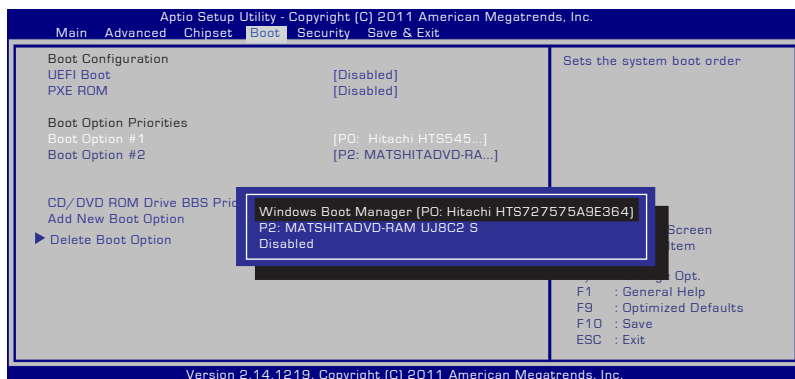 Aptio Setup Utility - Copyright (C) 2011 American Megatrends, Inc.
Main Advanced Chipset Boot Security Save & Exit
Boot Configuration
UEFI Boot [Disabled]
PXE ROM [Disabled]
Boot Option Priorities
Boot Option #1 [P0: Hitachi HTS545...]
Boot Option #2 [P2: MATSHITADVD-RA...]
CD/DVD ROM Drive BBS
Add New Boot Option
Delete Boot Option
Windows Boot Manager (P0: Hitachi HTS727575A9E364)
P2: MATSHITADVD-RAM UJ8C2 S
Disabled
Sets the system boot order
Screen
Opt.
F1 : General Help
F9 : Optimized Defaults
F10 : Save
ESC : Exit
Version 2.14.1219. Copyright (C) 2011 American Megatrends, Inc.